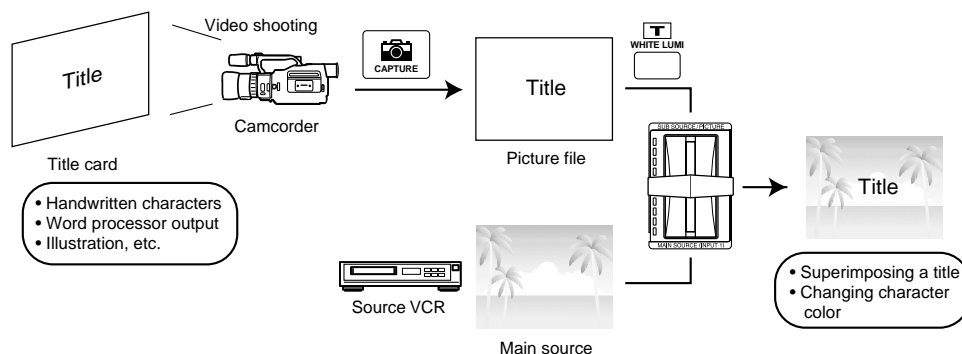 Video shooting
Title
CAPTURE
T
WHITE LUMI
Title
Camcorder
Picture file
SUB SOURCE/PICTURE
Title card
• Handwritten characters
• Word processor output
• Illustration, etc.
Title
MAIN SOURCE (INPUT 1)
• Superimposing a title
• Changing character
color
Source VCR
Main source